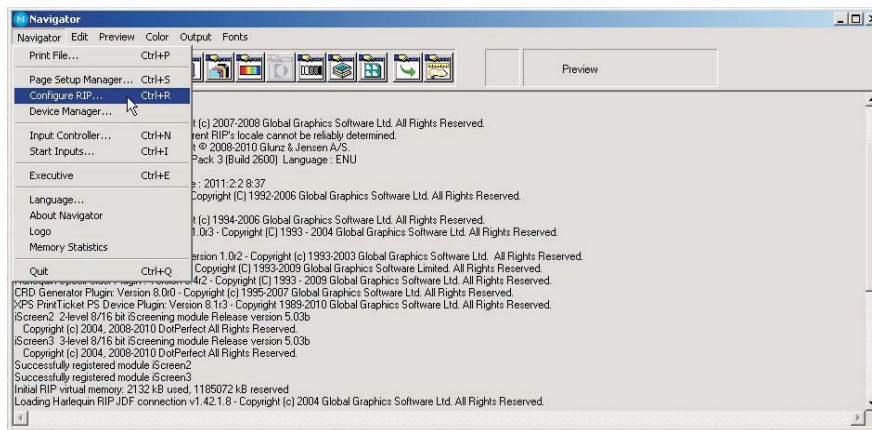 Navigator
Navigator Edit Preview Color Output Fonts
Print File... Ctrl+P
Page Setup Manager... Ctrl+S
Configure RIP... Ctrl+R
Device Manager...
Input Controller... Ctrl+N
Start Inputs... Ctrl+I
Executive Ctrl+E
Language...
About Navigator
Logo
Memory Statistics
Quit Ctrl+Q
Preview
t (c) 2007-2008 Global Graphics Software Ltd. All Rights Reserved.
rent RIP's locale cannot be reliably determined.
t © 2008-2010 Glunz & Jensen A/S.
Pack 3 (Build 2600) Language : ENU
: 2011:2:2 8:37
Copyright (C) 1992-2006 Global Graphics Software Ltd. All Rights Reserved.
t (c) 1994-2006 Global Graphics Software Ltd. All Rights Reserved.
1.0r3 - Copyright (C) 1993 - 2004 Global Graphics Software Ltd. All Rights Reserved.
ersion 1.0r2 - Copyright (c) 1993-2003 Global Graphics Software Ltd. All Rights Reserved.
Copyright (C) 1993-2009 Global Graphics Software Limited. All Rights Reserved.
4r2 - Copyright (C) 1993 - 2009 Global Graphics Software Ltd. All Rights Reserved.
CRD Generator Plugin: Version 8.0r0 - Copyright (c) 1995-2007 Global Graphics Software Ltd. All Rights Reserved.
XPS PrintTicket PS Device Plugin: Version 8.1r3 - Copyright 1989-2010 Global Graphics Software Ltd. All Rights Reserved.
iScreen2 2-level 8/16 bit iScreening module Release version 5.03b
Copyright (c) 2004, 2008-2010 DotPerfect All Rights Reserved.
iScreen3 3-level 8/16 bit iScreening module Release version 5.03b
Copyright (c) 2004, 2008-2010 DotPerfect All Rights Reserved.
Successfully registered module iScreen2
Successfully registered module iScreen3
Initial RIP virtual memory: 2132 kB used, 1185072 kB reserved
Loading Harlequin RIP JDF connection v1.42.1.8 - Copyright (c) 2004 Global Graphics Software Ltd. All Rights Reserved.